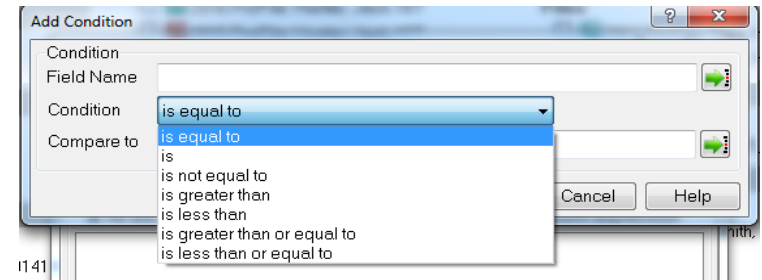 Add Condition
Condition
Field Name
Condition is equal to
is equal to
Compare to
is
is not equal to
is greater than
is less than
Cancel Help
is greater than or equal to
is less than or equal to
nith,
141